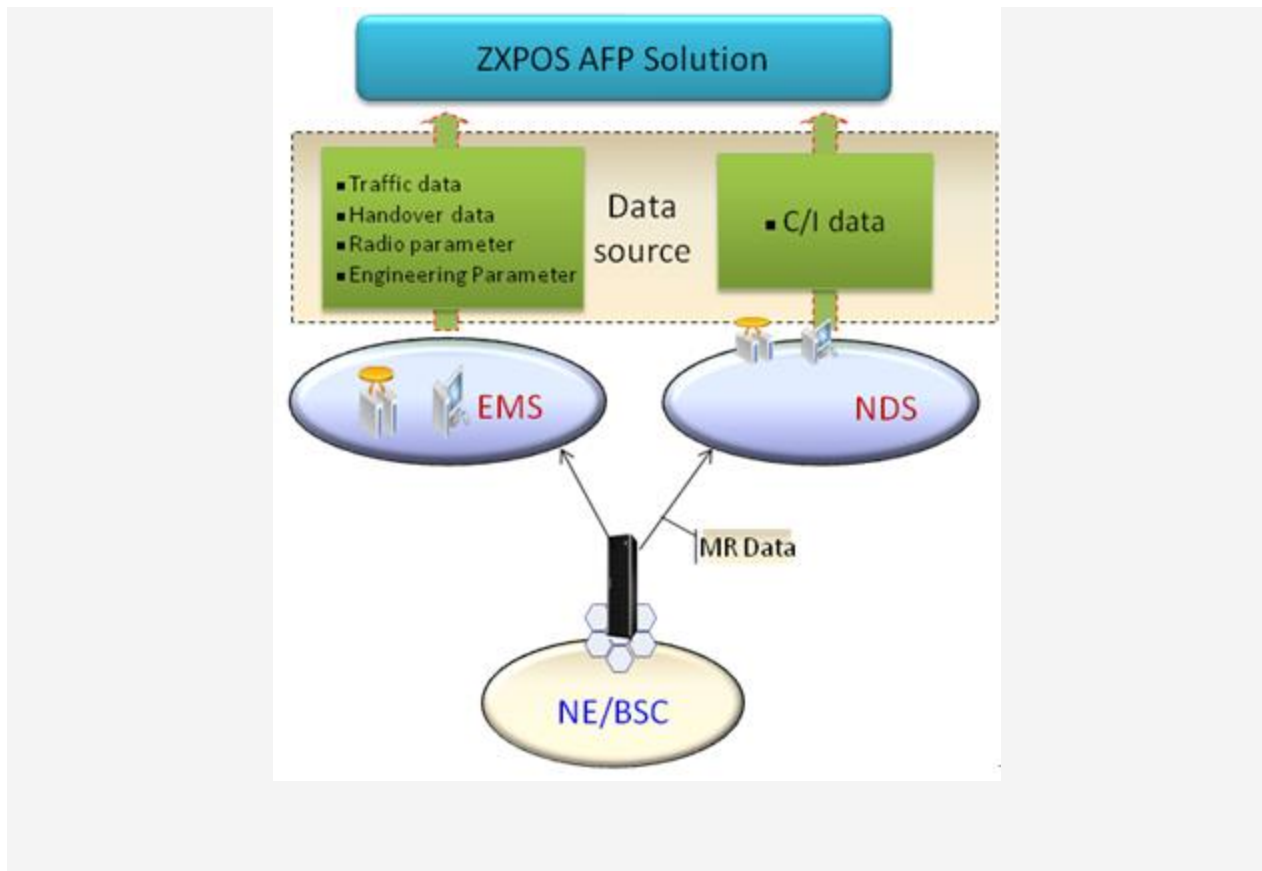 ZXPOS AFP Solution
▪Traffic data
▪Handover data
▪Radio parameter
▪Engineering Parameter
Data
source
▪ C/I data
EMS
NDS
MR Data
NE/BSC